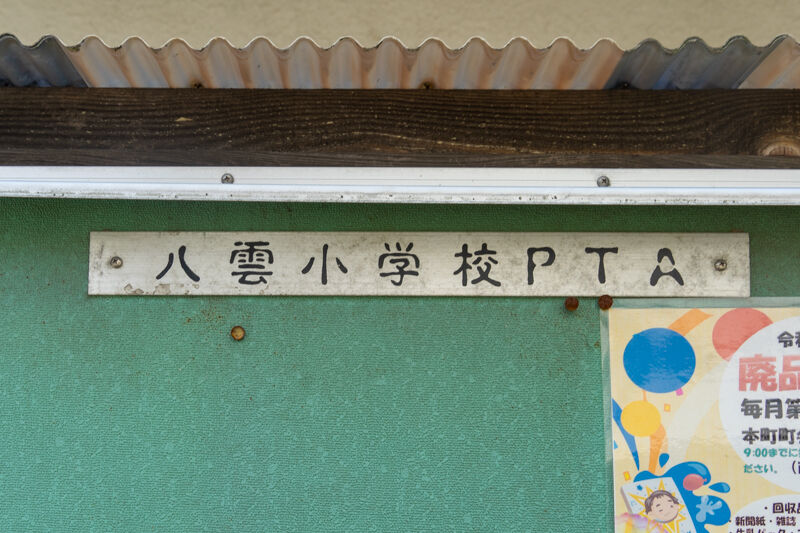 八雲小学校PTA
令和
廃品
毎月第
本町町
9:00までに
ださい。
・回収品
・新聞紙・雑誌